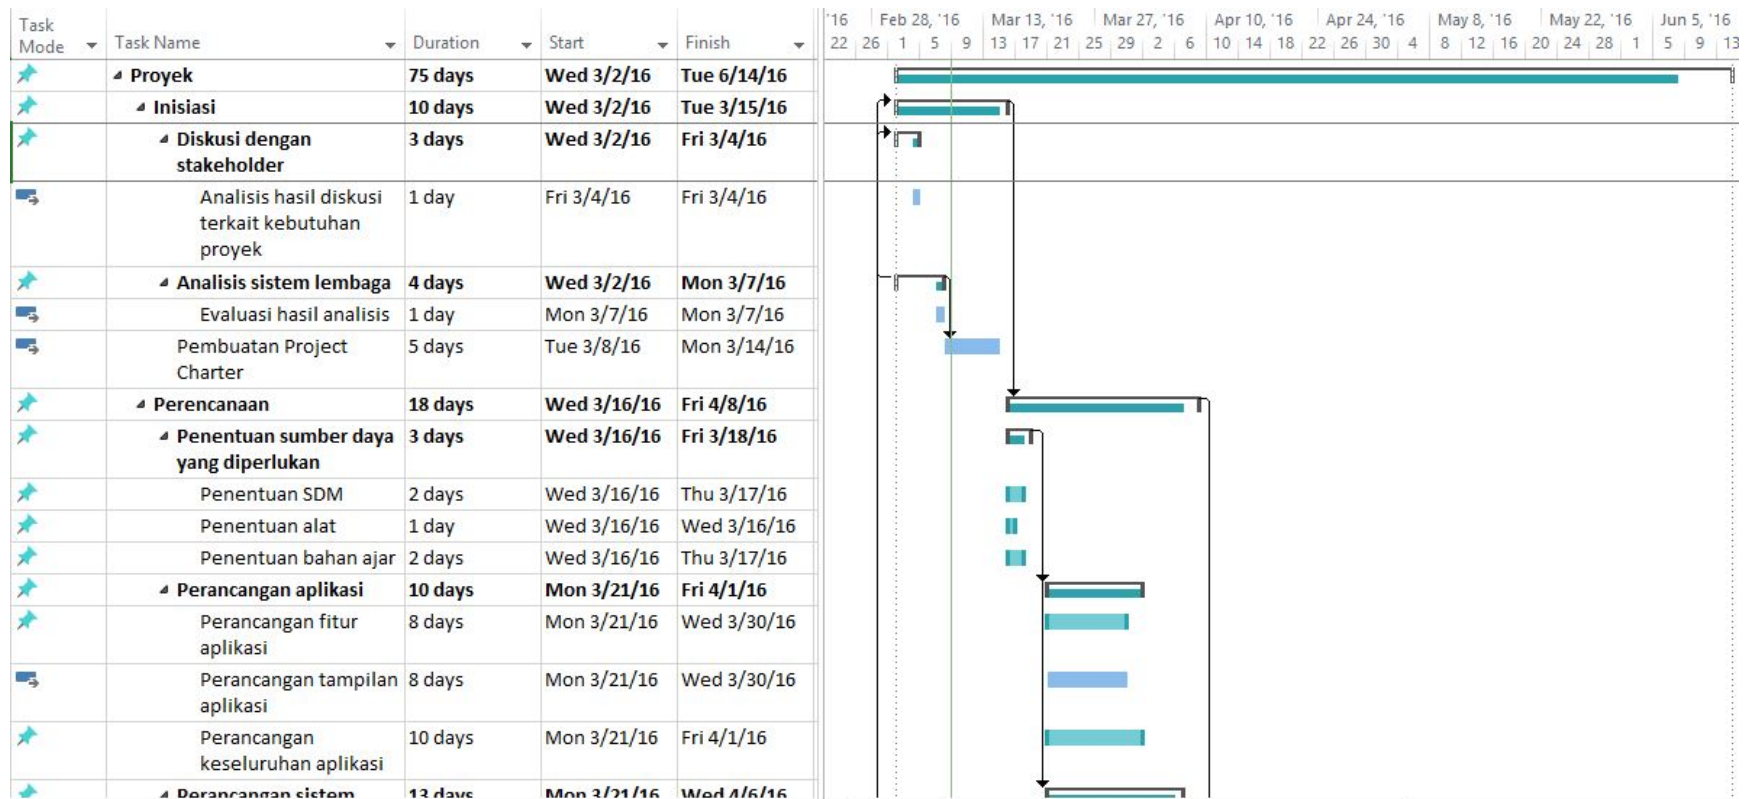 Task Mode Task Name Duration Start Finish
'16 Feb 28, '16 Mar 13, '16 Mar 27, '16 Apr 10, '16 Apr 24, '16 May 8, '16 May 22, '16 Jun 5, '16
22 26 1 5 9 13 17 21 25 29 2 6 10 14 18 22 26 30 4 8 12 16 20 24 28 1 5 9 13
Proyek 75 days Wed 3/2/16 Tue 6/14/16
Inisiasi 10 days Wed 3/2/16 Tue 3/15/16
Diskusi dengan 3 days Wed 3/2/16 Fri 3/4/16
stakeholder
Analisis hasil diskusi 1 day Fri 3/4/16 Fri 3/4/16
terkait kebutuhan
proyek
Analisis sistem lembaga 4 days Wed 3/2/16 Mon 3/7/16
Evaluasi hasil analisis 1 day Mon 3/7/16 Mon 3/7/16
Pembuatan Project 5 days Tue 3/8/16 Mon 3/14/16
Charter
Perencanaan 18 days Wed 3/16/16 Fri 4/8/16
Penentuan sumber daya 3 days Wed 3/16/16 Fri 3/18/16
yang diperlukan
Penentuan SDM 2 days Wed 3/16/16 Thu 3/17/16
Penentuan alat 1 day Wed 3/16/16 Wed 3/16/16
Penentuan bahan ajar 2 days Wed 3/16/16 Thu 3/17/16
Perancangan aplikasi 10 days Mon 3/21/16 Fri 4/1/16
Perancangan fitur 8 days Mon 3/21/16 Wed 3/30/16
aplikasi
Perancangan tampilan 8 days Mon 3/21/16 Wed 3/30/16
aplikasi
Perancangan 10 days Mon 3/21/16 Fri 4/1/16
keseluruhan aplikasi
Perancangan sistem 13 days Mon 3/21/16 Wed 4/6/16